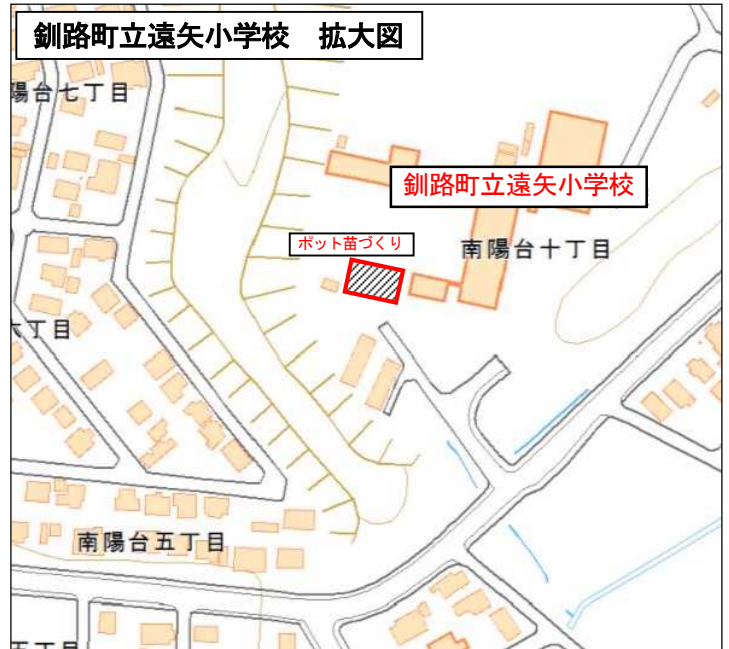 釧路町立遠矢小学校　拡大図
陽台七丁目
釧路町立遠矢小学校
ポット苗づくり
南陽台十丁目
六丁目
南陽台五丁目
五丁目